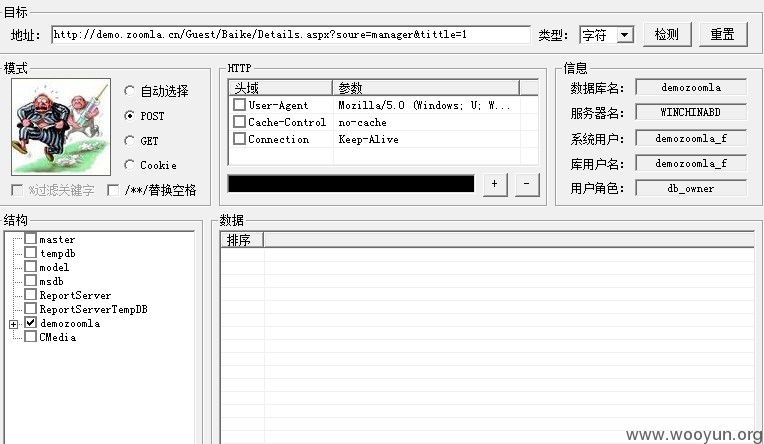 目标
地址: http://demo.zoomla.cn/Guest/Baike/Details.aspx?soure=manager&tittle=1 类型: 字符 检测 重置
模式
自动选择
POST
GET
Cookie
%过滤关键字 /**/替换空格
HTTP
头域 参数
User-Agent Mozilla/5.0 (Windows; U; W...
Cache-Control no-cache
Connection Keep-Alive
+ -
信息
数据库名: demozoomla
服务器名: WINCHINABD
系统用户: demozoomla_f
库用户名: demozoomla_f
用户角色: db_owner
结构
master
tempdb
model
msdb
ReportServer
ReportServerTempDB
demozoomla
CMedia
数据
排序
www.wooyun.org